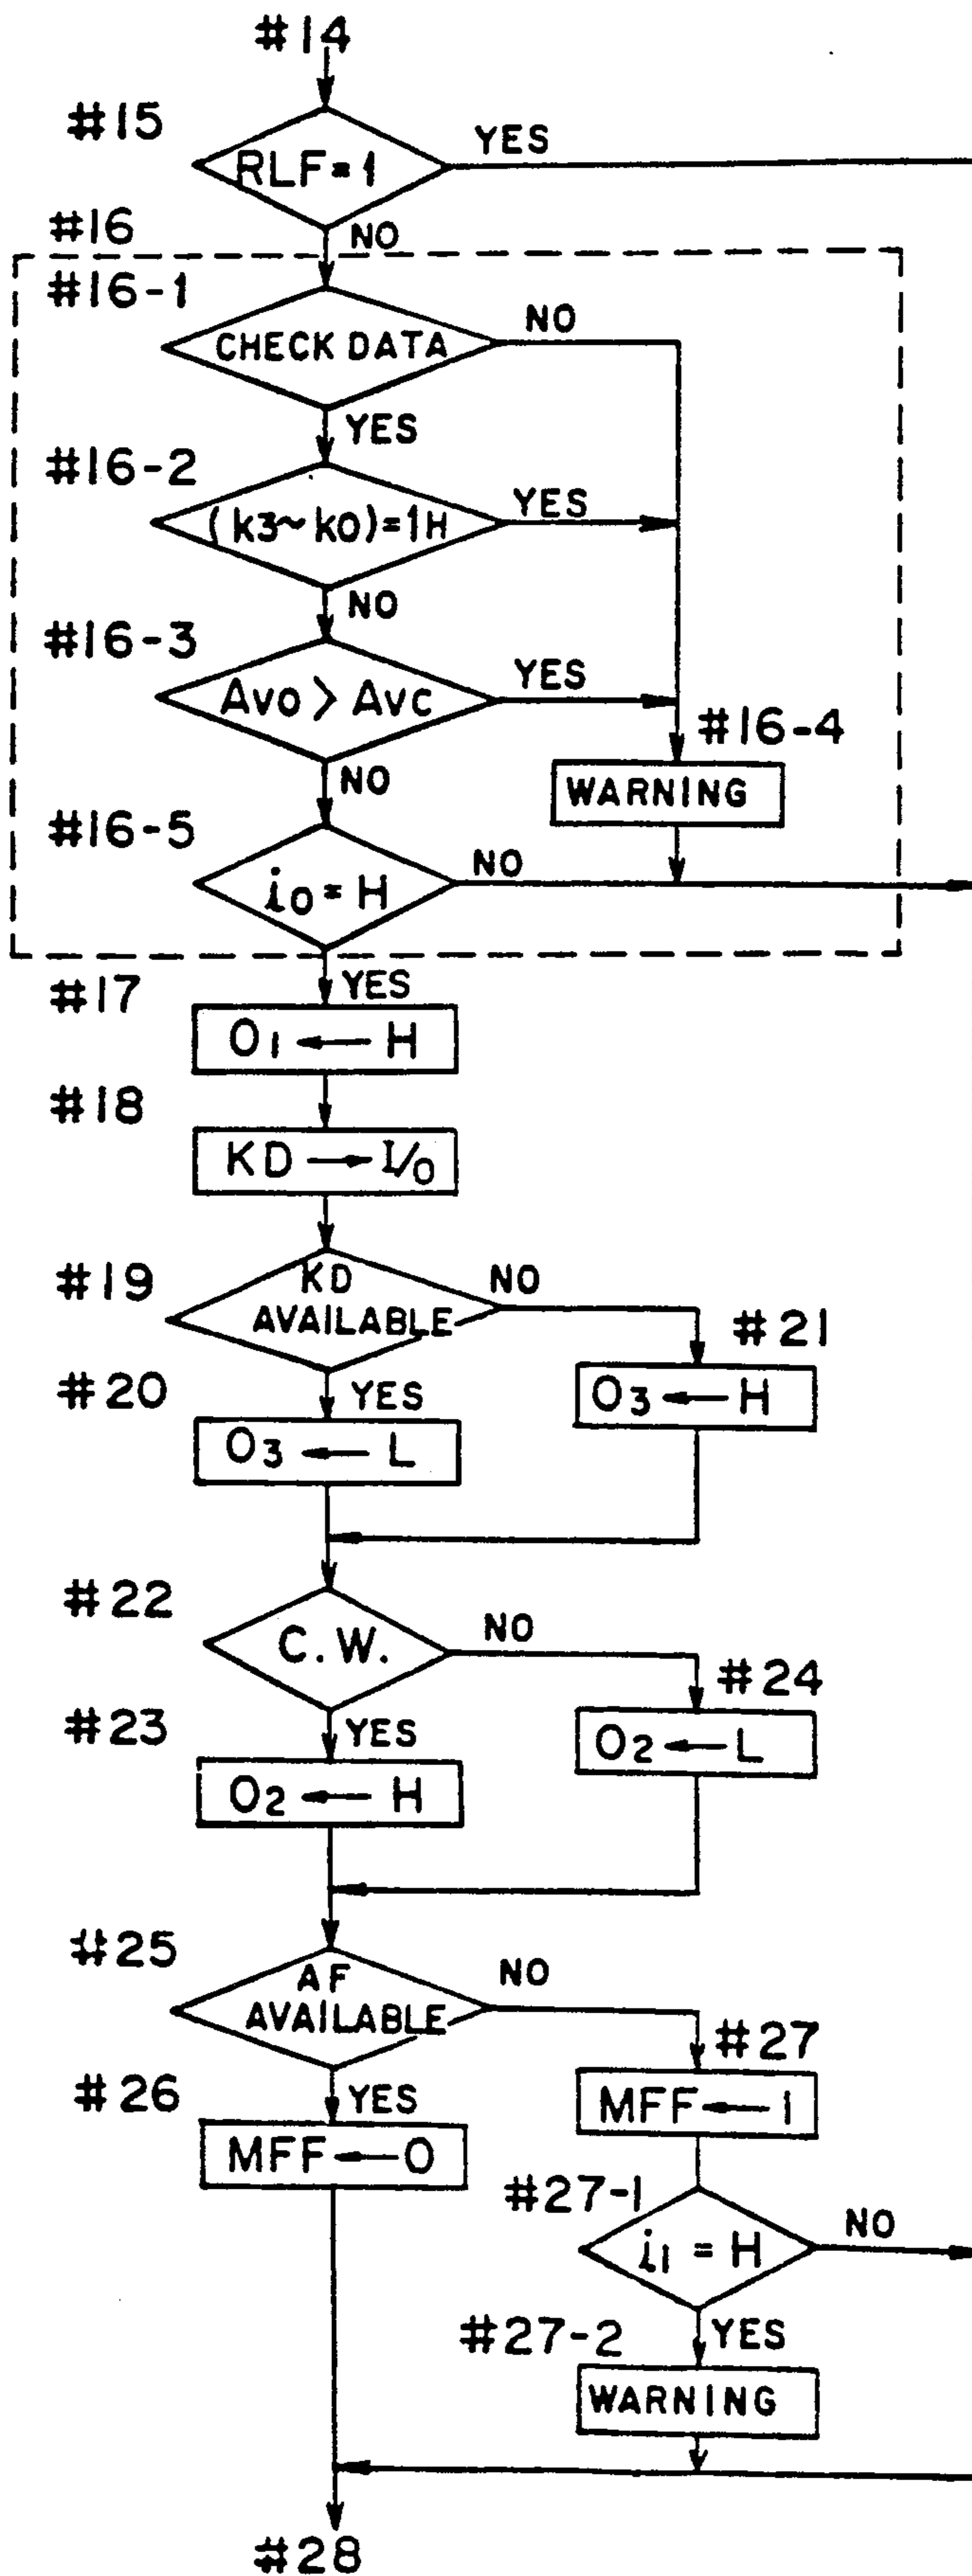 #14
#15
RLF=1
YES
NO
#16
#16-1
CHECK DATA
NO
YES
#16-2
(k3~k0)=1H
YES
NO
#16-3
Avo > Avc
YES
NO
#16-4
WARNING
#16-5
i0=H
NO
YES
#17
O1 ← H
#18
KD → I/O
#19
KD
AVAILABLE
NO
YES
#20
O3 ← L
#21
O3 ← H
#22
C.W.
NO
YES
#23
O2 ← H
#24
O2 ← L
#25
AF
AVAILABLE
NO
YES
#26
MFF ← 0
#27
MFF ← 1
#27-1
i1 = H
NO
YES
#27-2
WARNING
#28